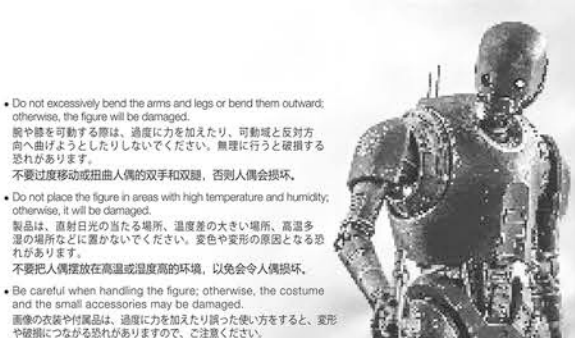 • Do not excessively bend the arms and legs or bend them outward;
otherwise, the figure will be damaged.
腕や膝を可動する際は、過度に力を加えたり、可動域と反対方
向へ曲げようとしたりしないでください。無理に行うと破損する
恐れがあります。
不要过度移动或扭曲人偶的双手和双腿，否则人偶会损坏。
• Do not place the figure in areas with high temperature and humidity;
otherwise, it will be damaged.
製品は、直射日光の当たる場所、温度差の大きい場所、高温多
湿の場所などに置かないでください。変色や変形の原因となる恐
れがあります。
不要把人偶摆放在高温或湿度高的环境，以免会令人偶损坏。
• Be careful when handling the figure; otherwise, the costume
and the small accessories may be damaged.
画像の衣装や付属品は、過度に力を加えたり誤った使い方をすると、変形
や破損につながる恐れがありますので、ご注意ください。